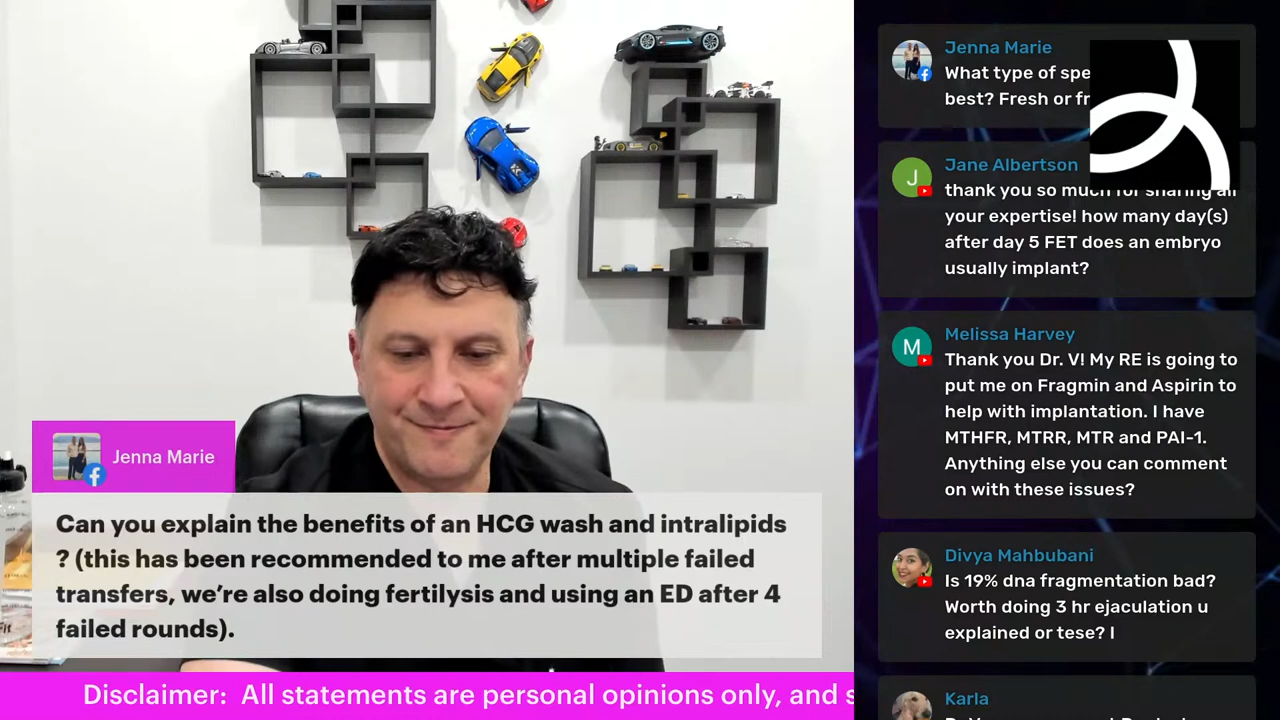 Jenna Marie
Can you explain the benefits of an HCG wash and intralipids
? (this has been recommended to me after multiple failed
transfers, we're also doing fertilysis and using an ED after 4
failed rounds).
Disclaimer: All statements are personal opinions only, and
Jenna Marie
What type of
best? Fresh or
J
Jane Albertson
thank you so much for sharing all
your expertise! how many day(s)
after day 5 FET does an embryo
usually implant?
M
Melissa Harvey
Thank you Dr. V! My RE is going to
put me on Fragmin and Aspirin to
help with implantation. I have
MTHFR, MTRR, MTR and PAI-1.
Anything else you can comment
on with these issues?
Divya Mahbubani
Is 19% dna fragmentation bad?
Worth doing 3 hr ejaculation u
explained or tese? I
Karla